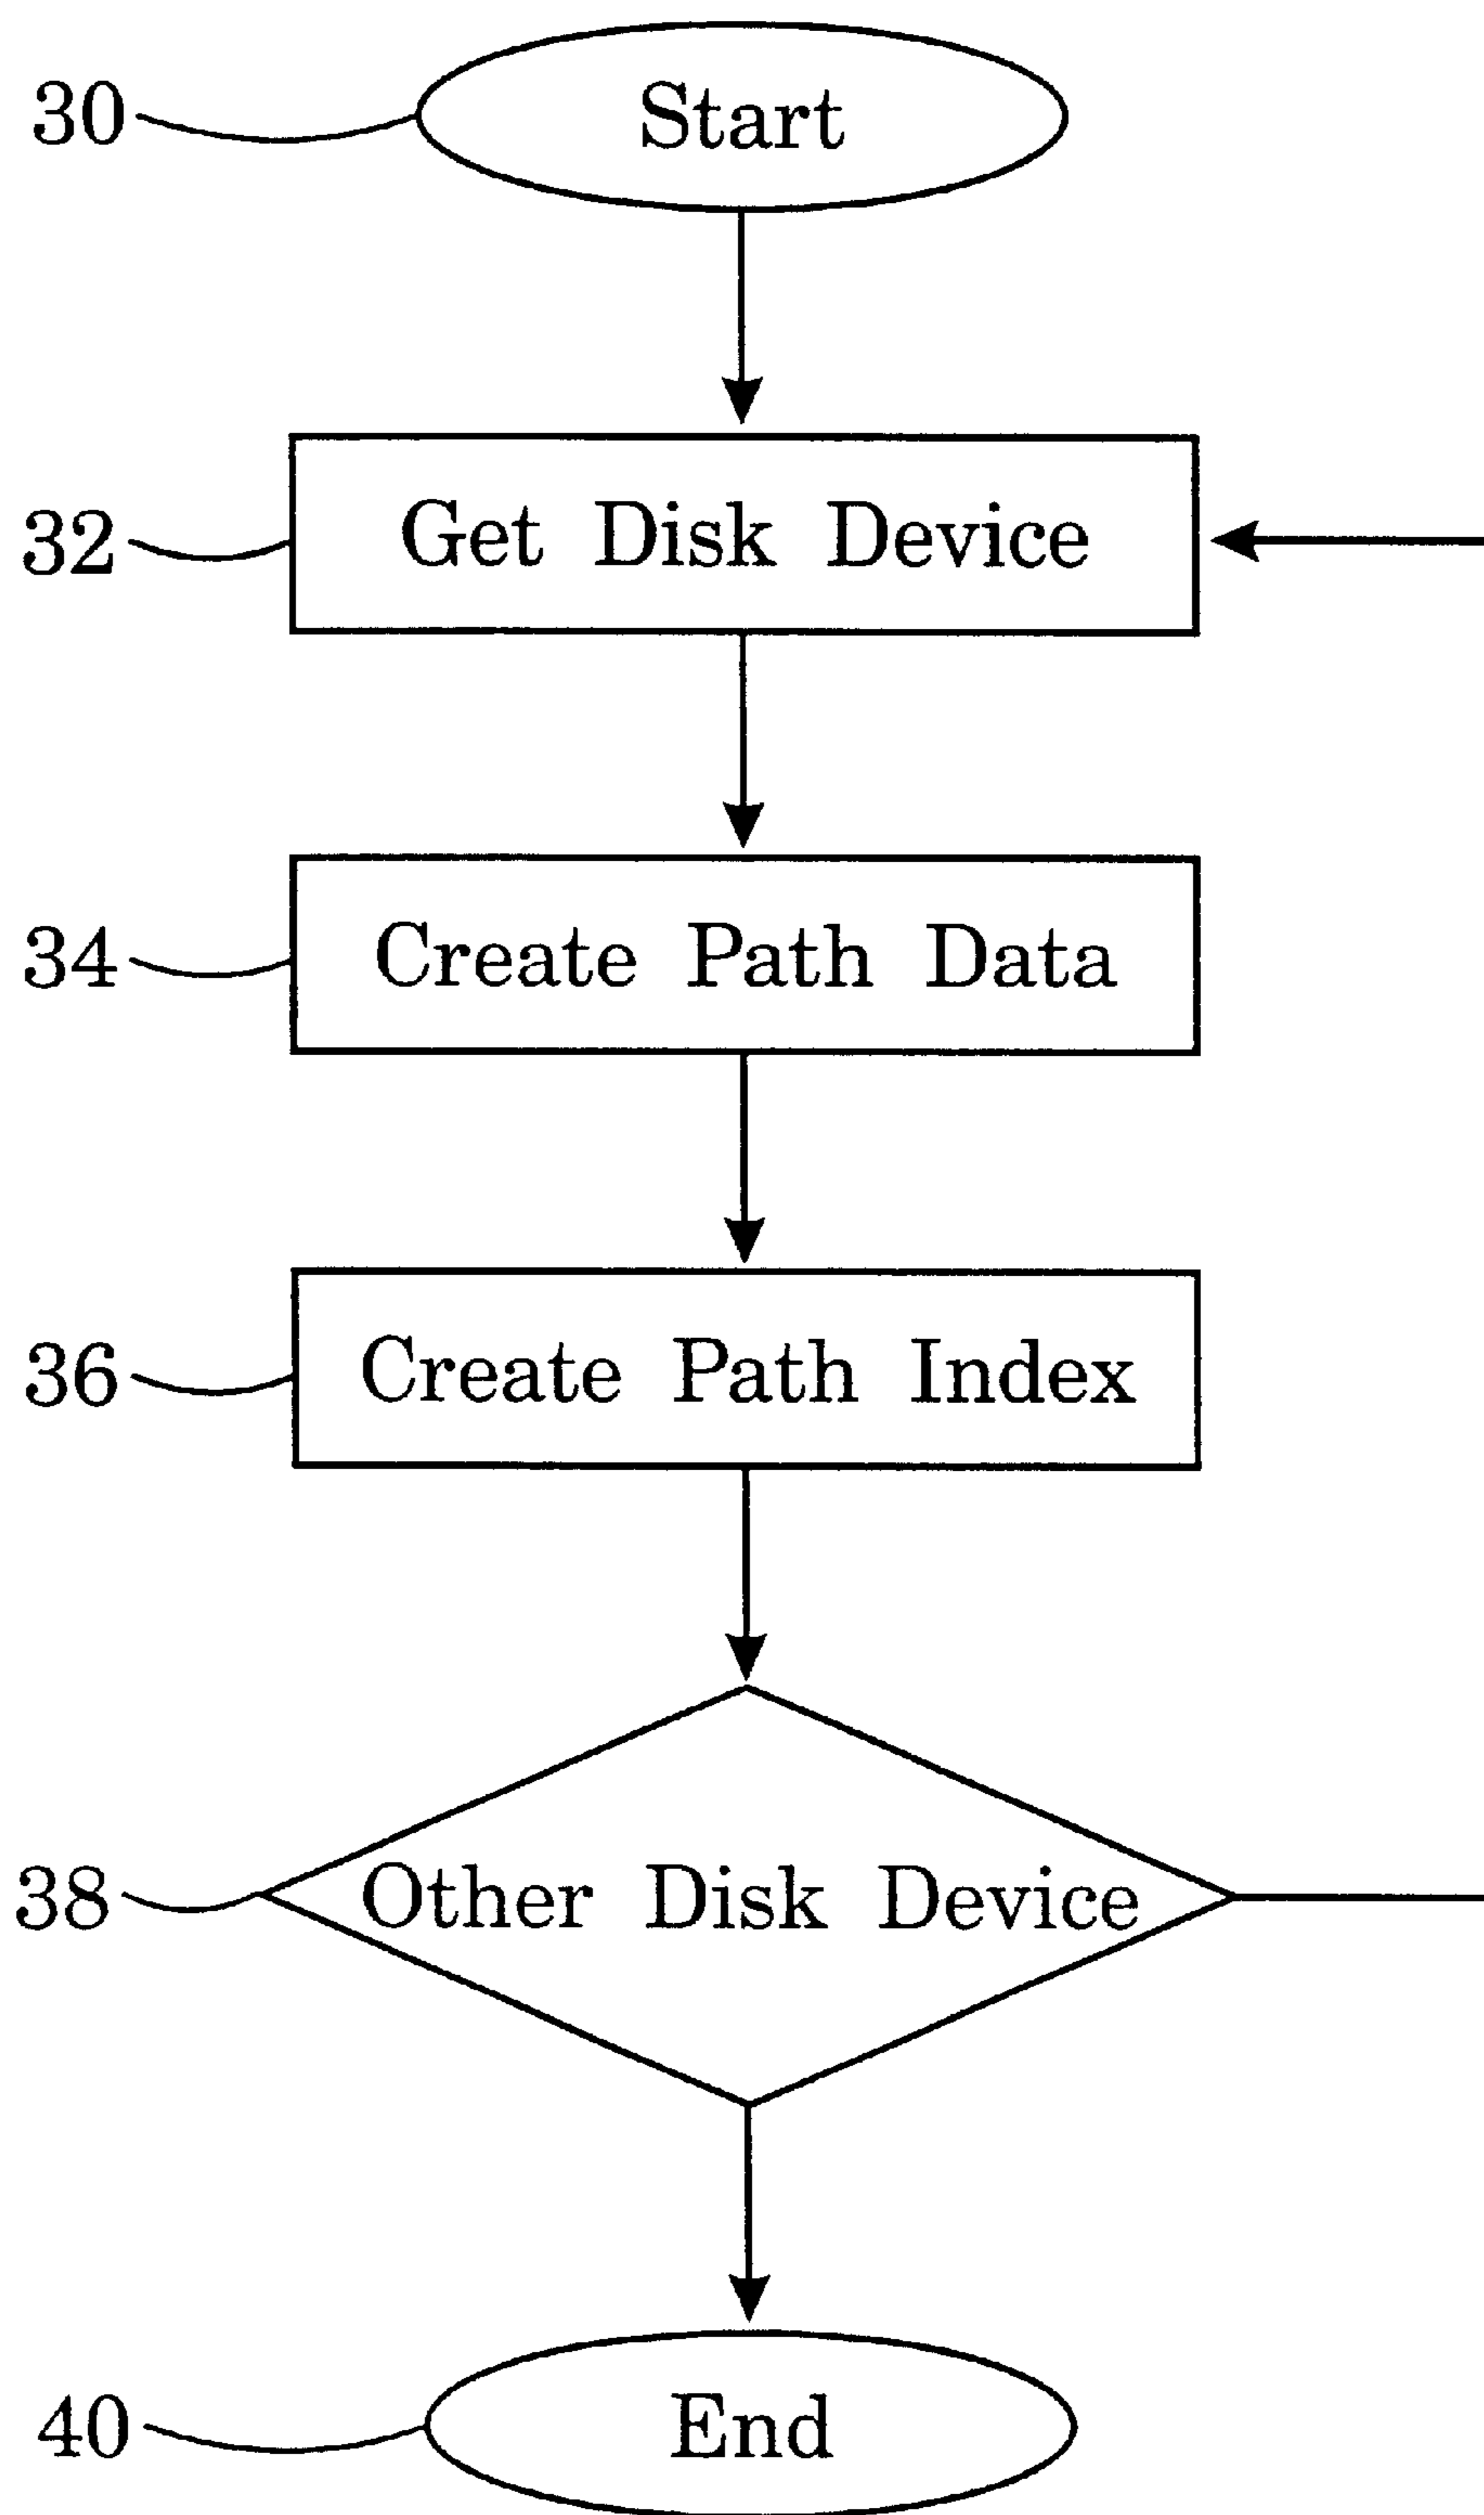 30 Start
32 Get Disk Device
34 Create Path Data
36 Create Path Index
38 Other Disk Device
40 End